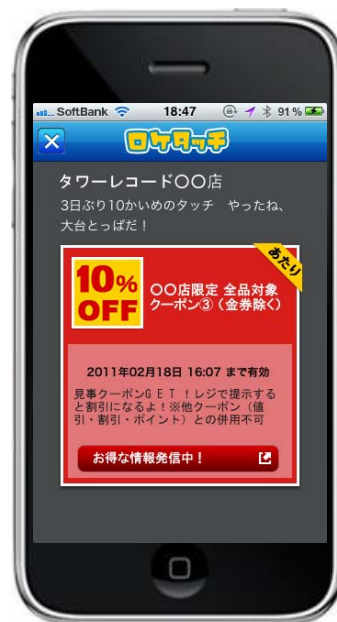 SoftBank 18:47 91%
ロケタッチ
タワーレコード〇〇店
3日ぶり10かいめのタッチ　やったね、
大台とっぱだ！
あたり
10%
OFF
〇〇店限定 全品対象
クーポン③（金券除く）
2011年02月18日 16:07 まで有効
見事クーポンＧＥＴ！レジで提示する
と割引になるよ！※他クーポン（値
引・割引・ポイント）との併用不可
お得な情報発信中！